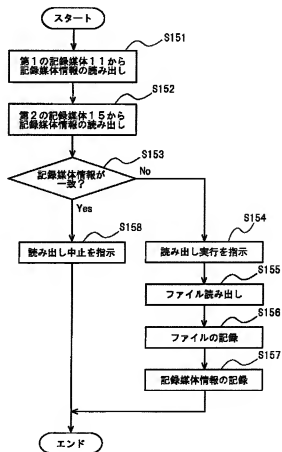 スタート
S151
第1の記録媒体11から
記録媒体情報の読み出し
S152
第2の記録媒体15から
記録媒体情報の読み出し
S153
記録媒体情報が
一致?
No
Yes
S158
読み出し中止を指示
S154
読み出し実行を指示
S155
ファイル読み出し
S156
ファイルの記録
S157
記録媒体情報の記録
エンド